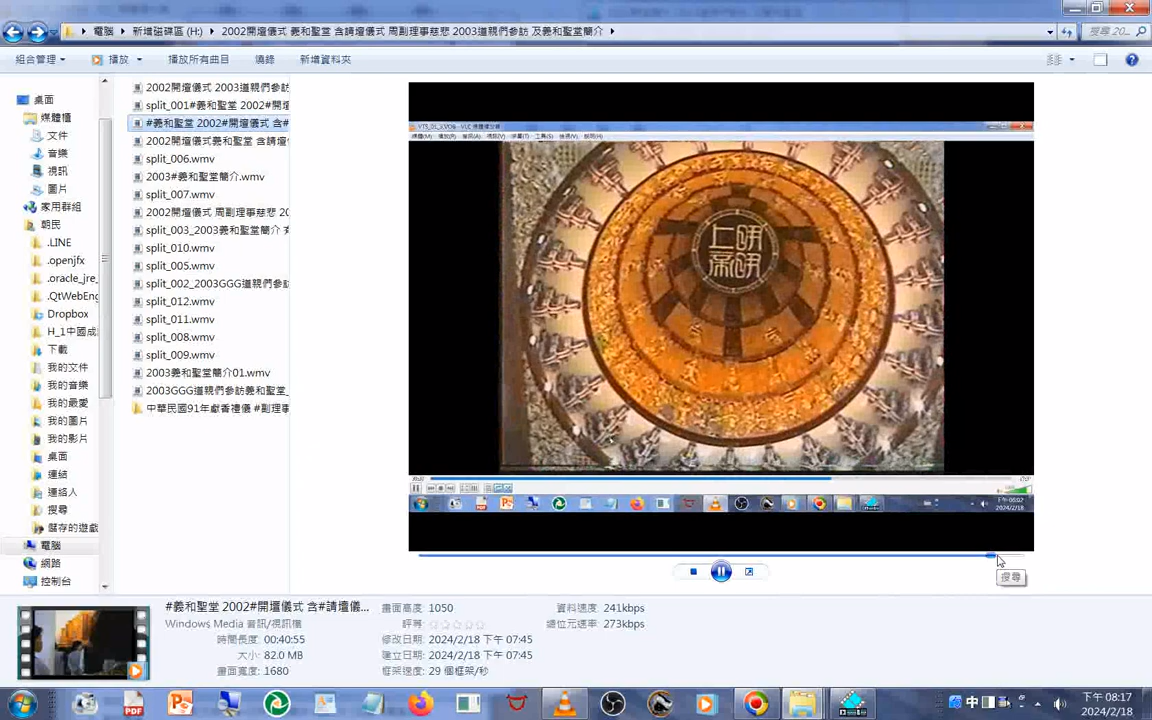 電腦 ▸ 新增磁碟區 (H:) ▸ 2002開壇儀式 義和聖堂 含請壇儀式 周副理事慈悲 2003道親們參訪 及義和聖堂簡介 ▸
搜尋 20...
組合管理 ▾ 播放 ▾ 播放所有曲目 燒錄 新增資料夾
桌面
媒體櫃
文件
音樂
視訊
圖片
家用群組
朝民
.LINE
.openjfx
.oracle_jre_
.QtWebEng
Dropbox
H_1中國成
下載
我的文件
我的音樂
我的最愛
我的圖片
我的影片
桌面
連結
連絡人
搜尋
儲存的遊戲
電腦
網路
控制台
2002開壇儀式 2003道親們參訪
split_001#義和聖堂 2002#開壇
#義和聖堂 2002#開壇儀式 含#
2002開壇儀式義和聖堂 含請壇
split_006.wmv
2003#義和聖堂簡介.wmv
split_007.wmv
2002開壇儀式 周副理事慈悲 20
split_003_2003義和聖堂簡介
split_010.wmv
split_005.wmv
split_002_2003GGG道親們參訪
split_012.wmv
split_011.wmv
split_008.wmv
split_009.wmv
2003義和聖堂簡介01.wmv
2003GGG道親們參訪義和聖堂_
中華民國91年獻香禮儀 #副理事
明明
上帝
下午 06:02
2024/2/18
搜尋
#義和聖堂 2002#開壇儀式 含#請壇儀...
Windows Media 音訊/視訊檔
時間長度: 00:40:55
大小: 82.0 MB
畫面寬度: 1680
畫面高度: 1050
評等:
修改日期: 2024/2/18 下午 07:45
建立日期: 2024/2/18 下午 07:45
框架速度: 29 個框架/秒
資料速度: 241kbps
總位元速率: 273kbps
中
下午 08:17
2024/2/18